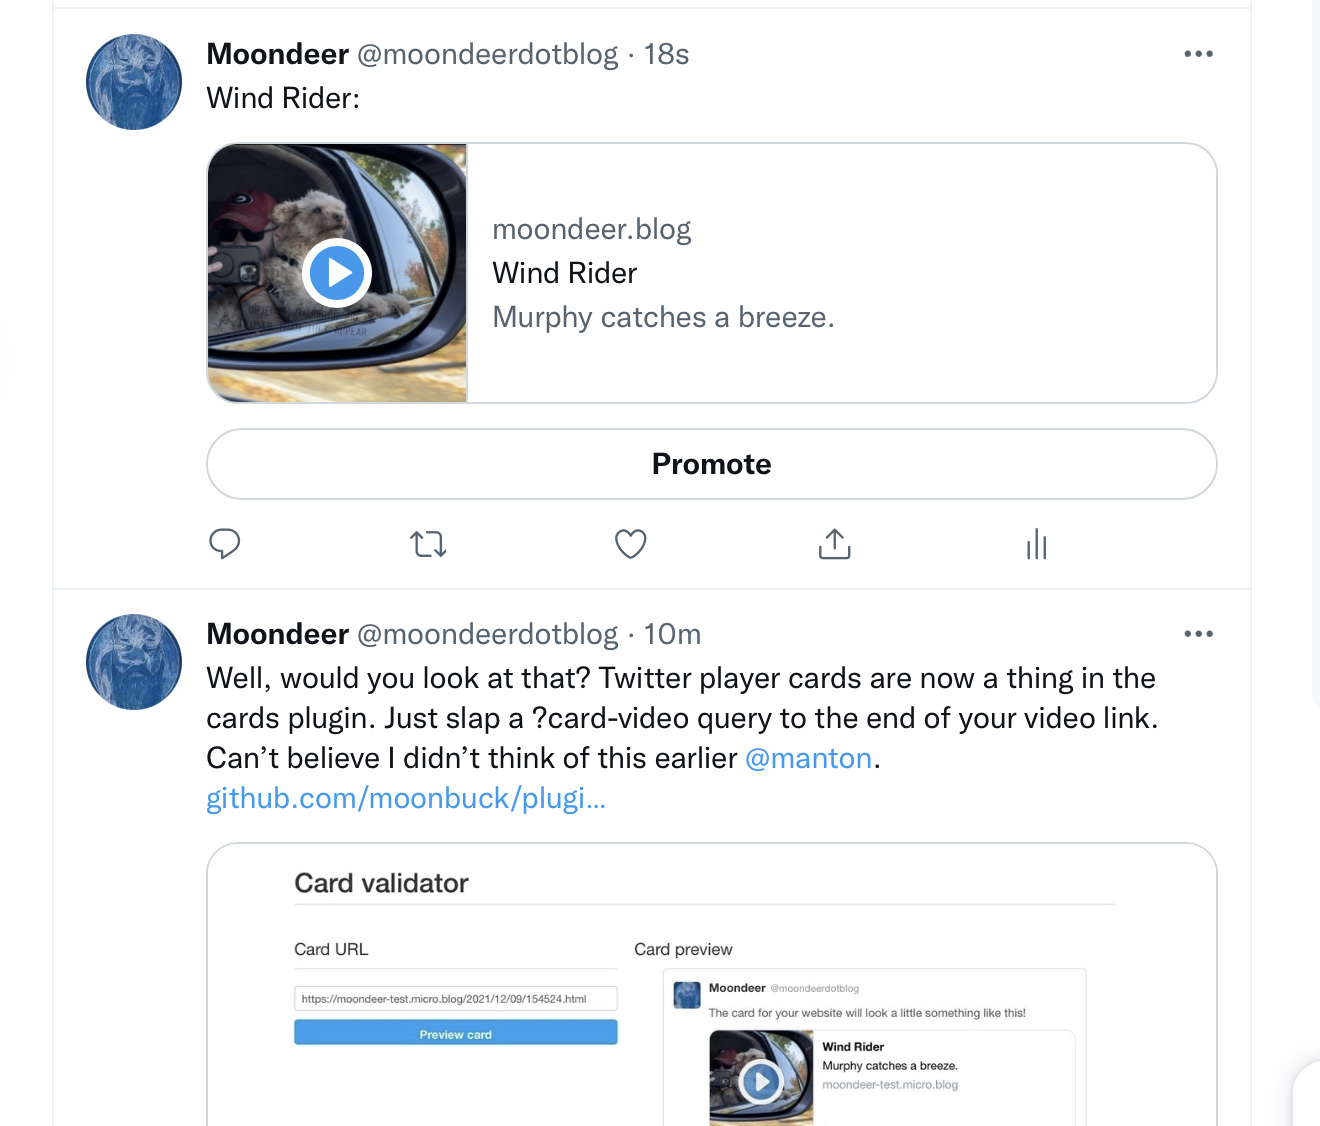 Moondeer @moondeerdotblog · 18s
Wind Rider:
moondeer.blog
Wind Rider
Murphy catches a breeze.
Promote
Moondeer @moondeerdotblog · 10m
Well, would you look at that? Twitter player cards are now a thing in the
cards plugin. Just slap a ?card-video query to the end of your video link.
Can’t believe I didn’t think of this earlier @manton.
github.com/moonbuck/plugi…
Card validator
Card URL
https://moondeer-test.micro.blog/2021/12/09/154524.html
Preview card
Card preview
Moondeer @moondeerdotblog
The card for your website will look a little something like this!
Wind Rider
Murphy catches a breeze.
moondeer-test.micro.blog